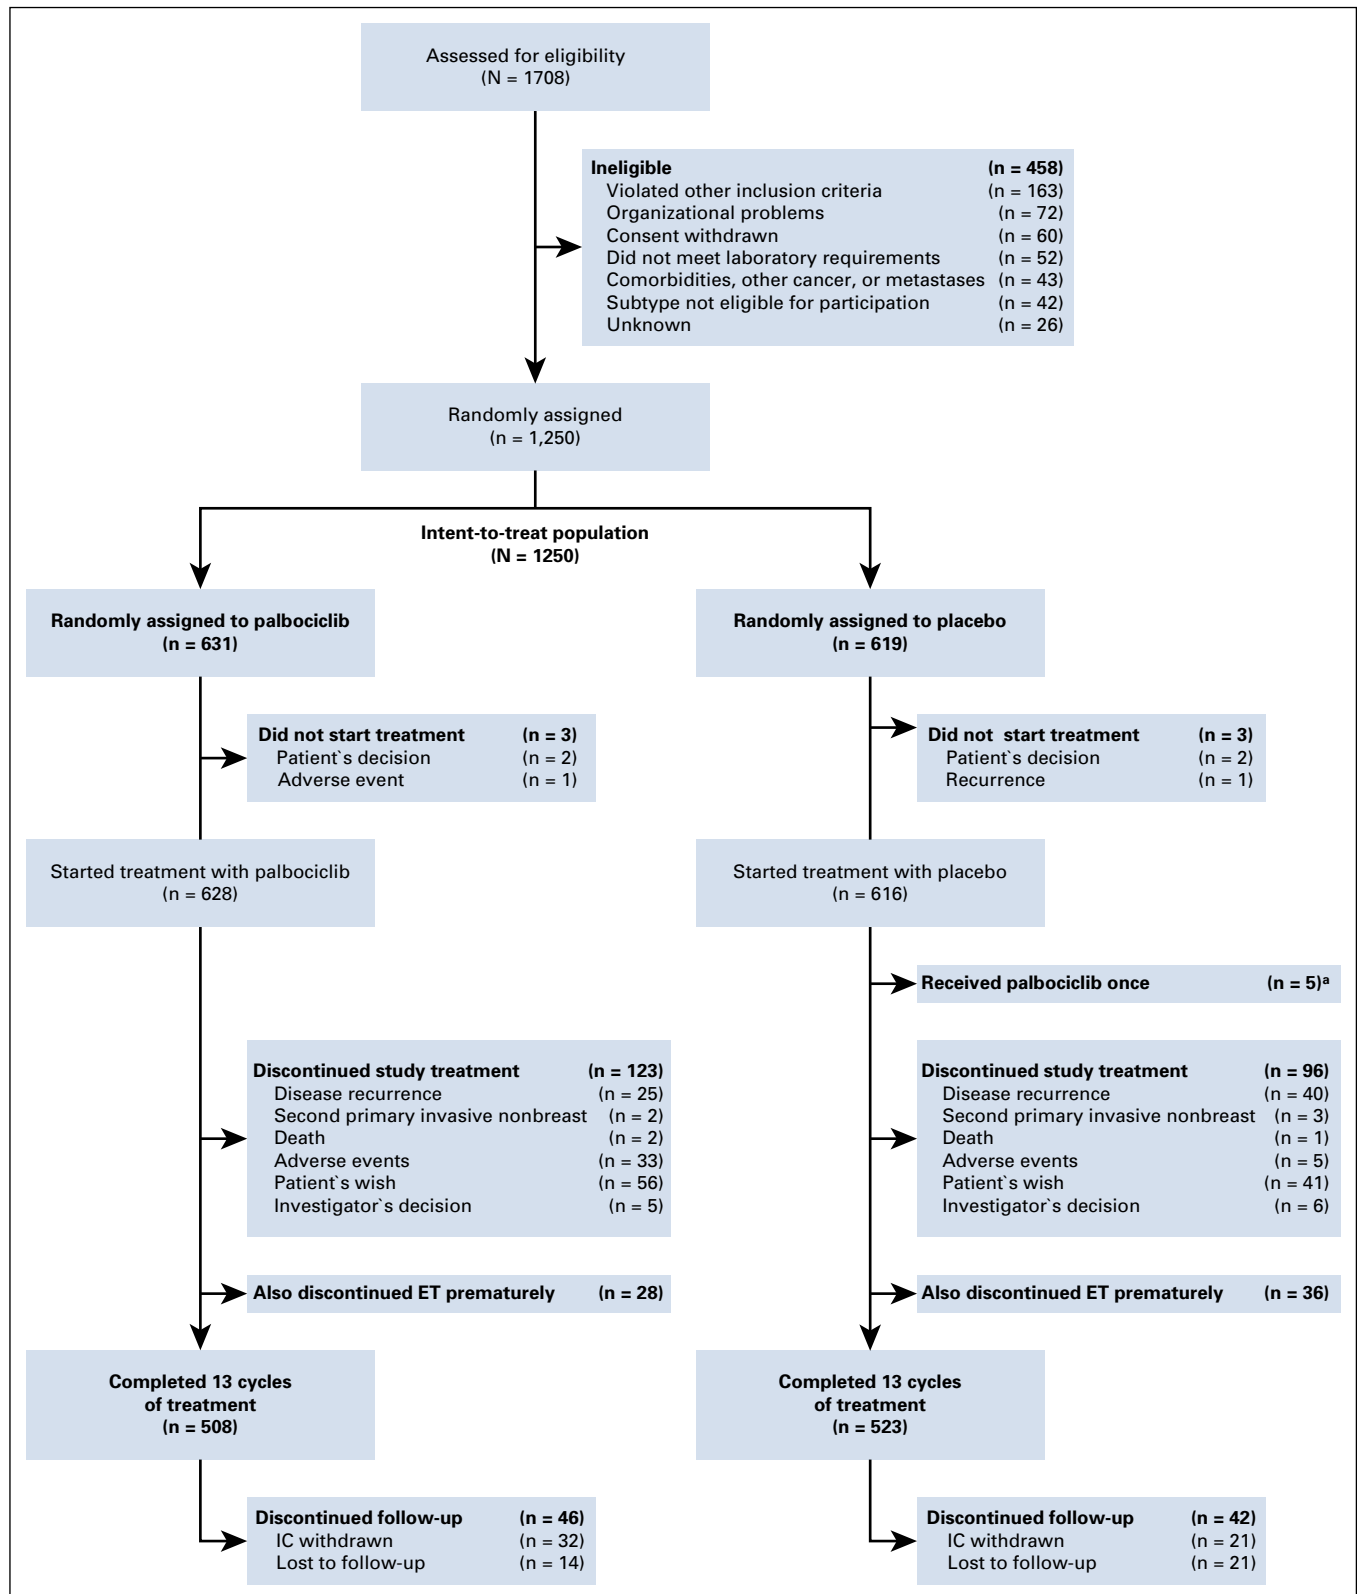 Assessed for eligibility
(N = 1708)
Ineligible (n = 458)
Violated other inclusion criteria (n = 163)
Organizational problems (n = 72)
Consent withdrawn (n = 60)
Did not meet laboratory requirements (n = 52)
Comorbidities, other cancer, or metastases (n = 43)
Subtype not eligible for participation (n = 42)
Unknown (n = 26)
Randomly assigned
(n = 1,250)
Intent-to-treat population
(N = 1250)
Randomly assigned to palbociclib
(n = 631)
Randomly assigned to placebo
(n = 619)
Did not start treatment (n = 3)
Patient`s decision (n = 2)
Adverse event (n = 1)
Did not start treatment (n = 3)
Patient`s decision (n = 2)
Recurrence (n = 1)
Started treatment with palbociclib
(n = 628)
Started treatment with placebo
(n = 616)
Received palbociclib once (n = 5)a
Discontinued study treatment (n = 123)
Disease recurrence (n = 25)
Second primary invasive nonbreast (n = 2)
Death (n = 2)
Adverse events (n = 33)
Patient`s wish (n = 56)
Investigator`s decision (n = 5)
Discontinued study treatment (n = 96)
Disease recurrence (n = 40)
Second primary invasive nonbreast (n = 3)
Death (n = 1)
Adverse events (n = 5)
Patient`s wish (n = 41)
Investigator`s decision (n = 6)
Also discontinued ET prematurely (n = 28)
Also discontinued ET prematurely (n = 36)
Completed 13 cycles
of treatment
(n = 508)
Completed 13 cycles
of treatment
(n = 523)
Discontinued follow-up (n = 46)
IC withdrawn (n = 32)
Lost to follow-up (n = 14)
Discontinued follow-up (n = 42)
IC withdrawn (n = 21)
Lost to follow-up (n = 21)